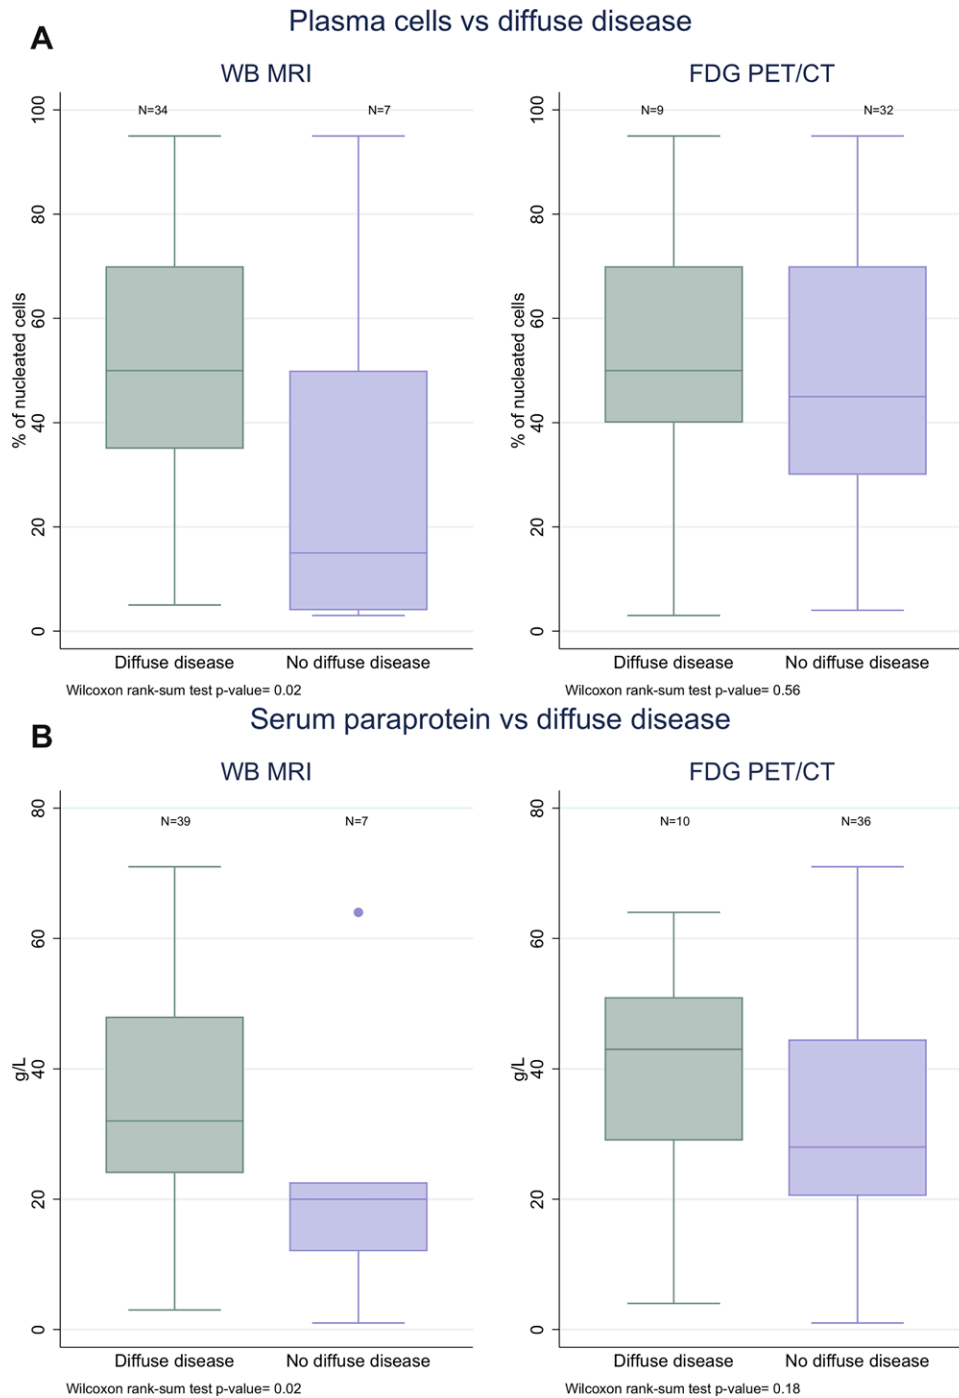 Plasma cells vs diffuse disease
A
WB MRI
N=34
N=7
100
80
60
40
20
0
% of nucleated cells
Diffuse disease
No diffuse disease
Wilcoxon rank-sum test p-value= 0.02
FDG PET/CT
N=9
N=32
100
80
60
40
20
0
% of nucleated cells
Diffuse disease
No diffuse disease
Wilcoxon rank-sum test p-value= 0.56
Serum paraprotein vs diffuse disease
B
WB MRI
N=39
N=7
80
60
40
20
0
g/L
Diffuse disease
No diffuse disease
Wilcoxon rank-sum test p-value= 0.02
FDG PET/CT
N=10
N=36
80
60
40
20
0
g/L
Diffuse disease
No diffuse disease
Wilcoxon rank-sum test p-value= 0.18